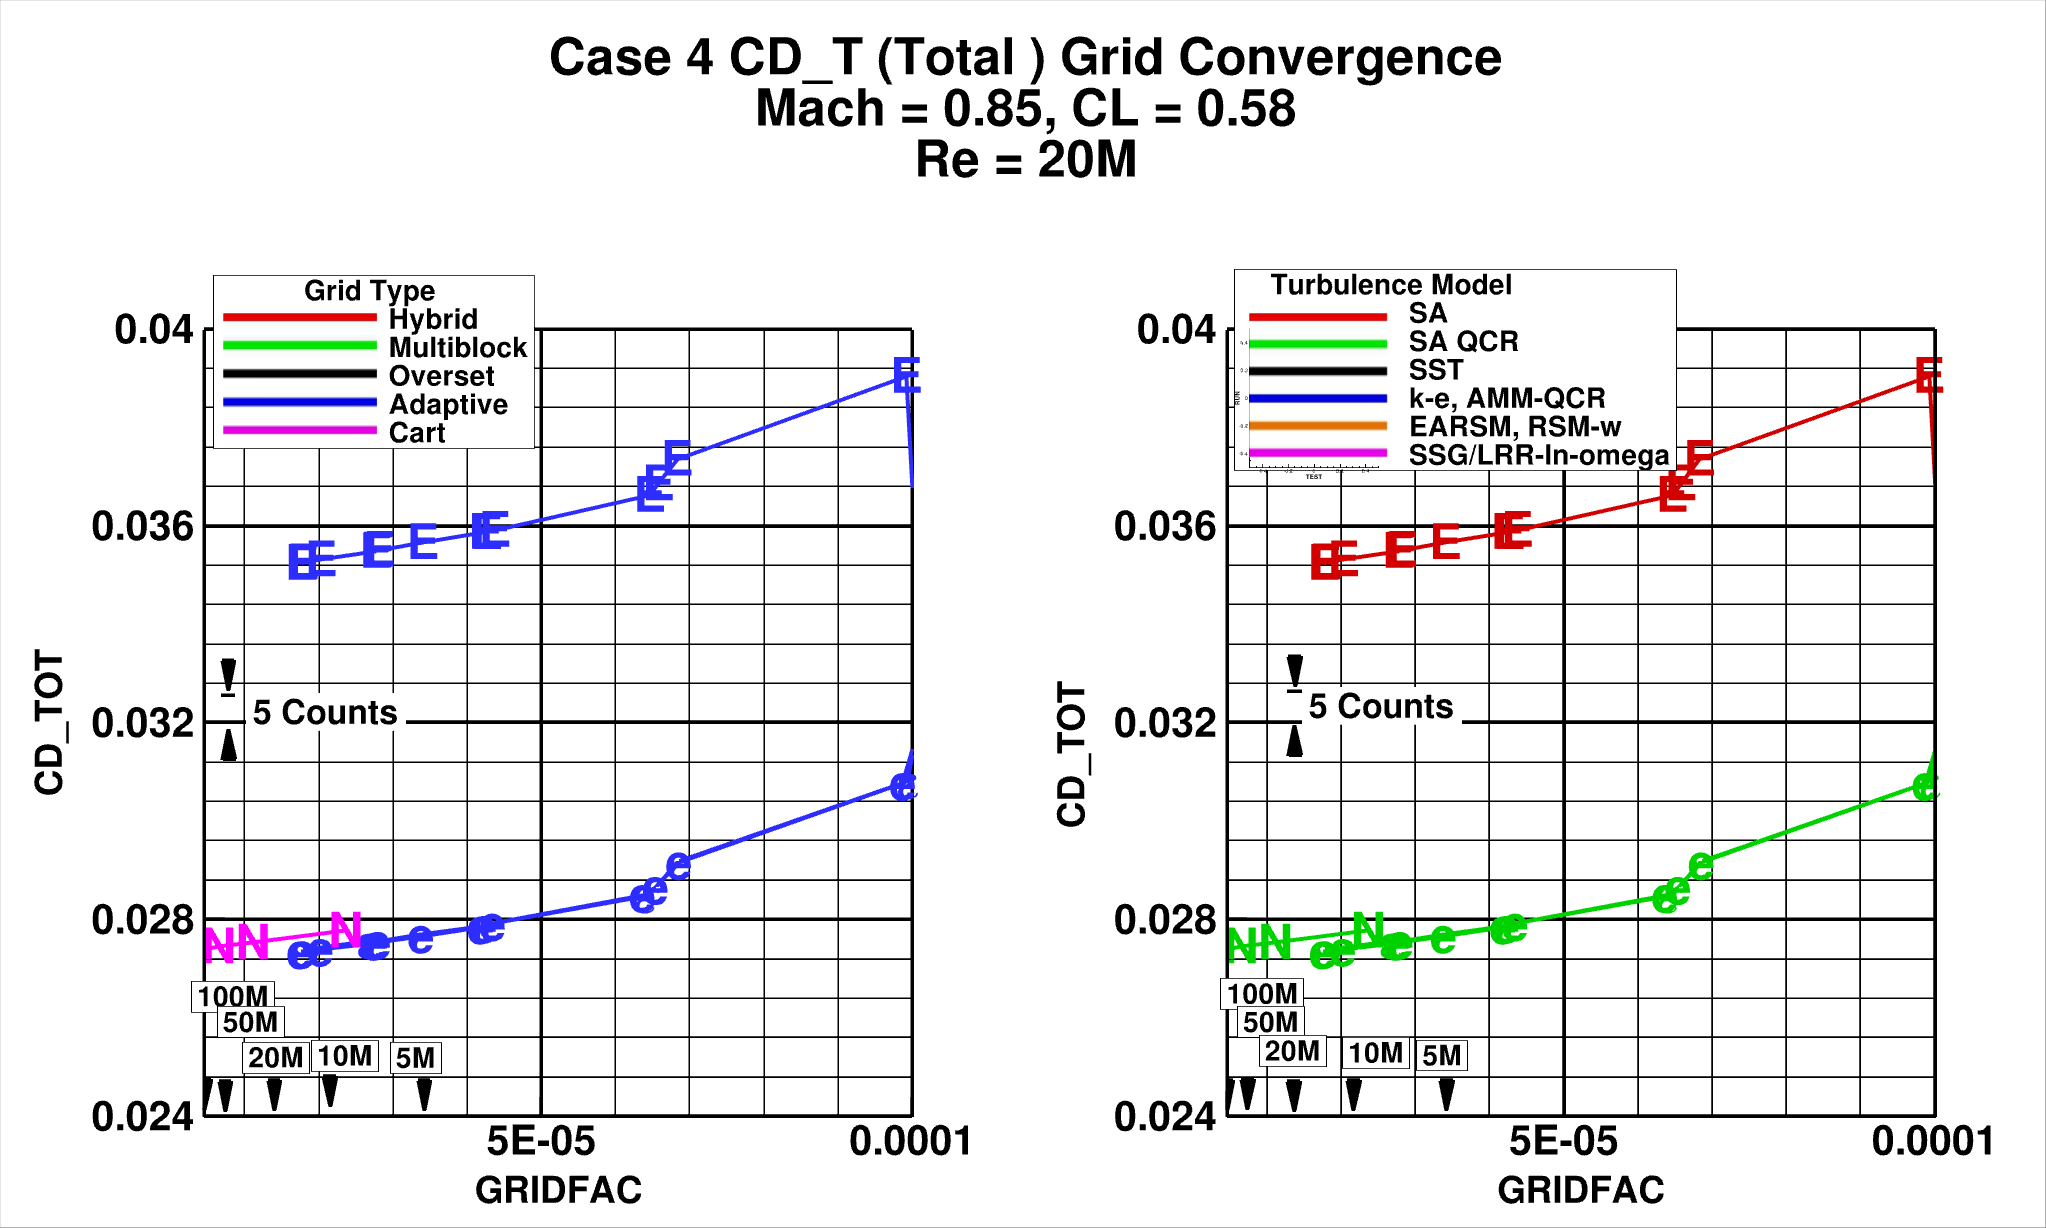 Case 4 CD_T (Total ) Grid Convergence
Mach = 0.85, CL = 0.58
Re = 20M
Grid Type
Hybrid
Multiblock
Overset
Adaptive
Cart
0.04
0.036
0.032
0.028
0.024
CD_TOT
5 Counts
E E E E E E E E E E E
e e e e e e e e e e e
N N N
100M
50M
20M
10M
5M
5E-05
0.0001
GRIDFAC
Turbulence Model
SA
SA QCR
SST
k-e, AMM-QCR
EARSM, RSM-w
SSG/LRR-ln-omega
RUN
TEST
0.04
0.036
0.032
0.028
0.024
CD_TOT
5 Counts
E E E E E E E E E E E
e e e e e e e e e e e
N N N
100M
50M
20M
10M
5M
5E-05
0.0001
GRIDFAC